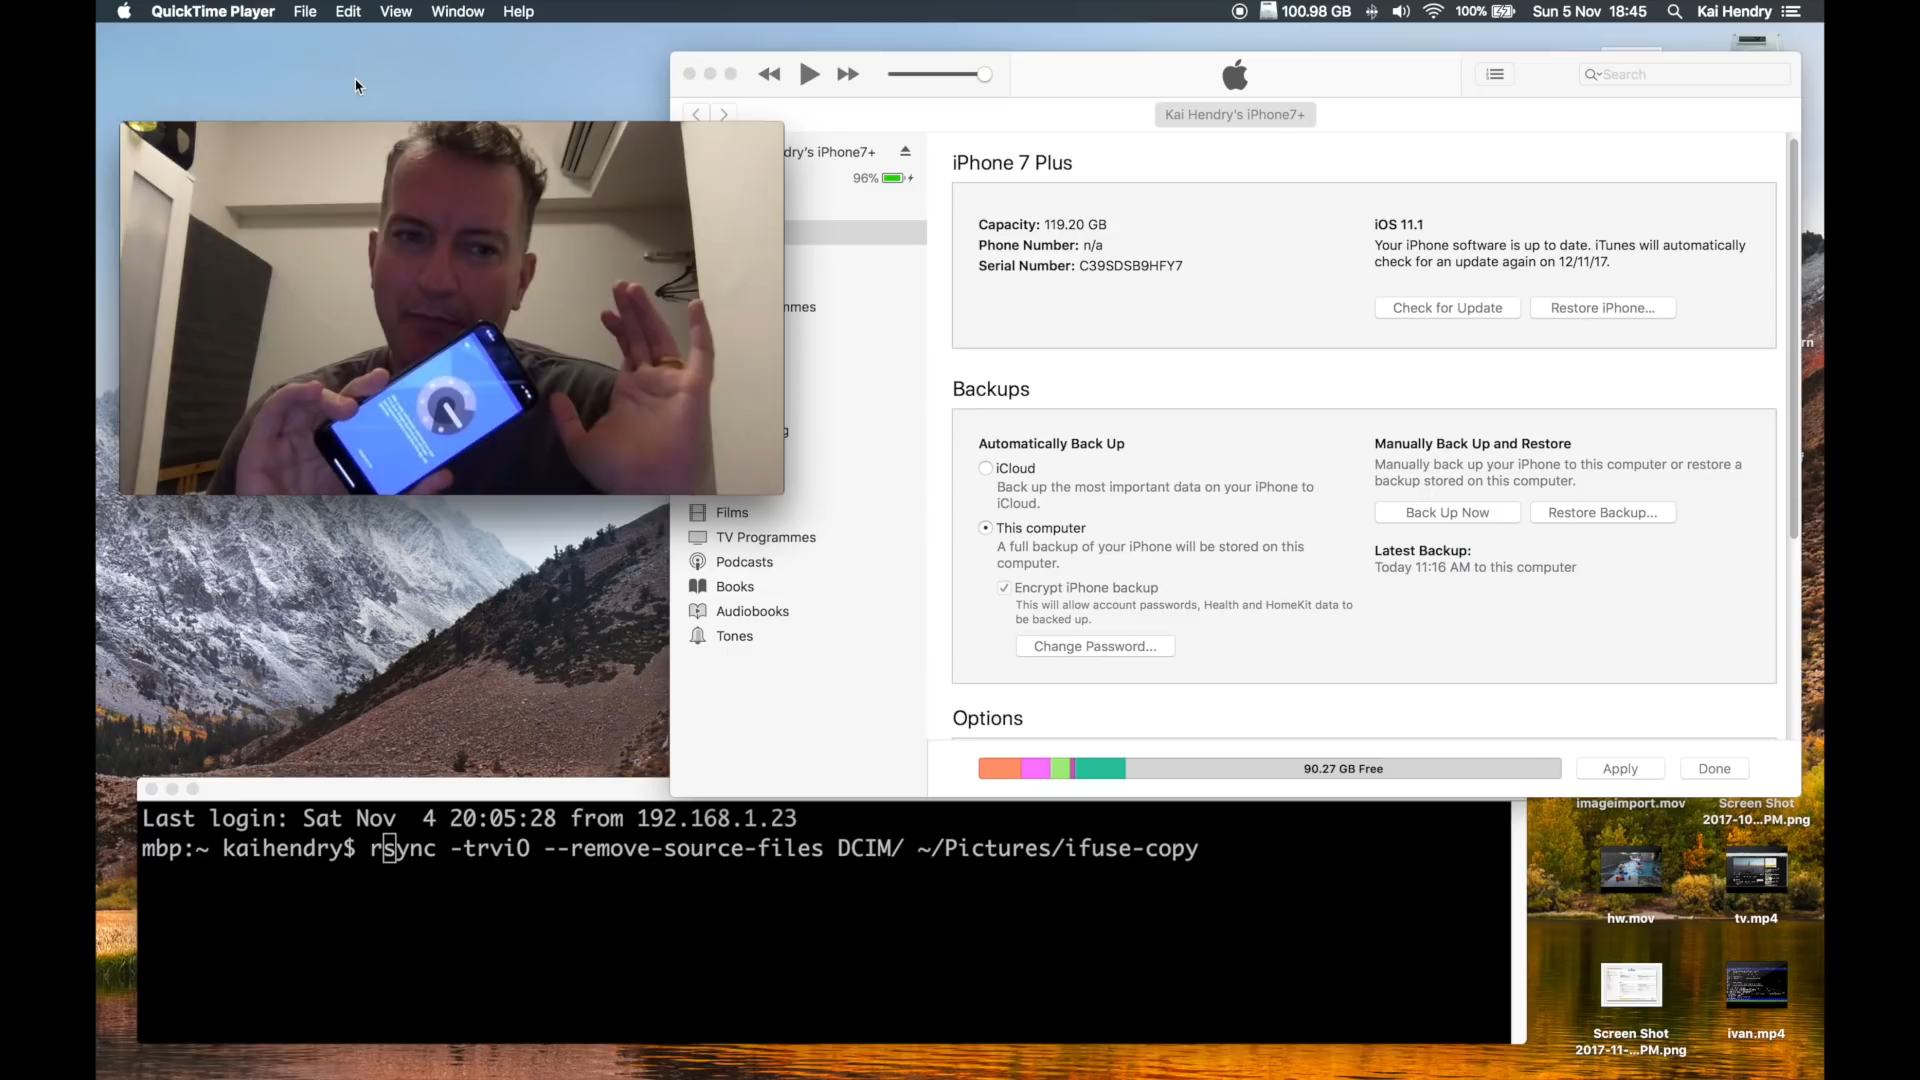 QuickTime Player File Edit View Window Help 100.98 GB 100% Sun 5 Nov 18:45 Kai Hendry
Search
Kai Hendry's iPhone7+
dry's iPhone7+
96%
mmes
iPhone 7 Plus
Capacity: 119.20 GB
Phone Number: n/a
Serial Number: C39SDSB9HFY7
iOS 11.1
Your iPhone software is up to date. iTunes will automatically
check for an update again on 12/11/17.
Check for Update Restore iPhone...
Backups
Automatically Back Up
iCloud
Back up the most important data on your iPhone to
iCloud.
This computer
A full backup of your iPhone will be stored on this
computer.
Encrypt iPhone backup
This will allow account passwords, Health and HomeKit data to
be backed up.
Change Password...
Manually Back Up and Restore
Manually back up your iPhone to this computer or restore a
backup stored on this computer.
Back Up Now Restore Backup...
Latest Backup:
Today 11:16 AM to this computer
Films
TV Programmes
Podcasts
Books
Audiobooks
Tones
Options
90.27 GB Free Apply Done
Last login: Sat Nov 4 20:05:28 from 192.168.1.23
mbp:~ kaihendry$ rsync -trviO --remove-source-files DCIM/ ~/Pictures/ifuse-copy
imageimport.mov
Screen Shot
2017-10...PM.png
hw.mov
tv.mp4
Screen Shot
2017-11-...PM.png
ivan.mp4